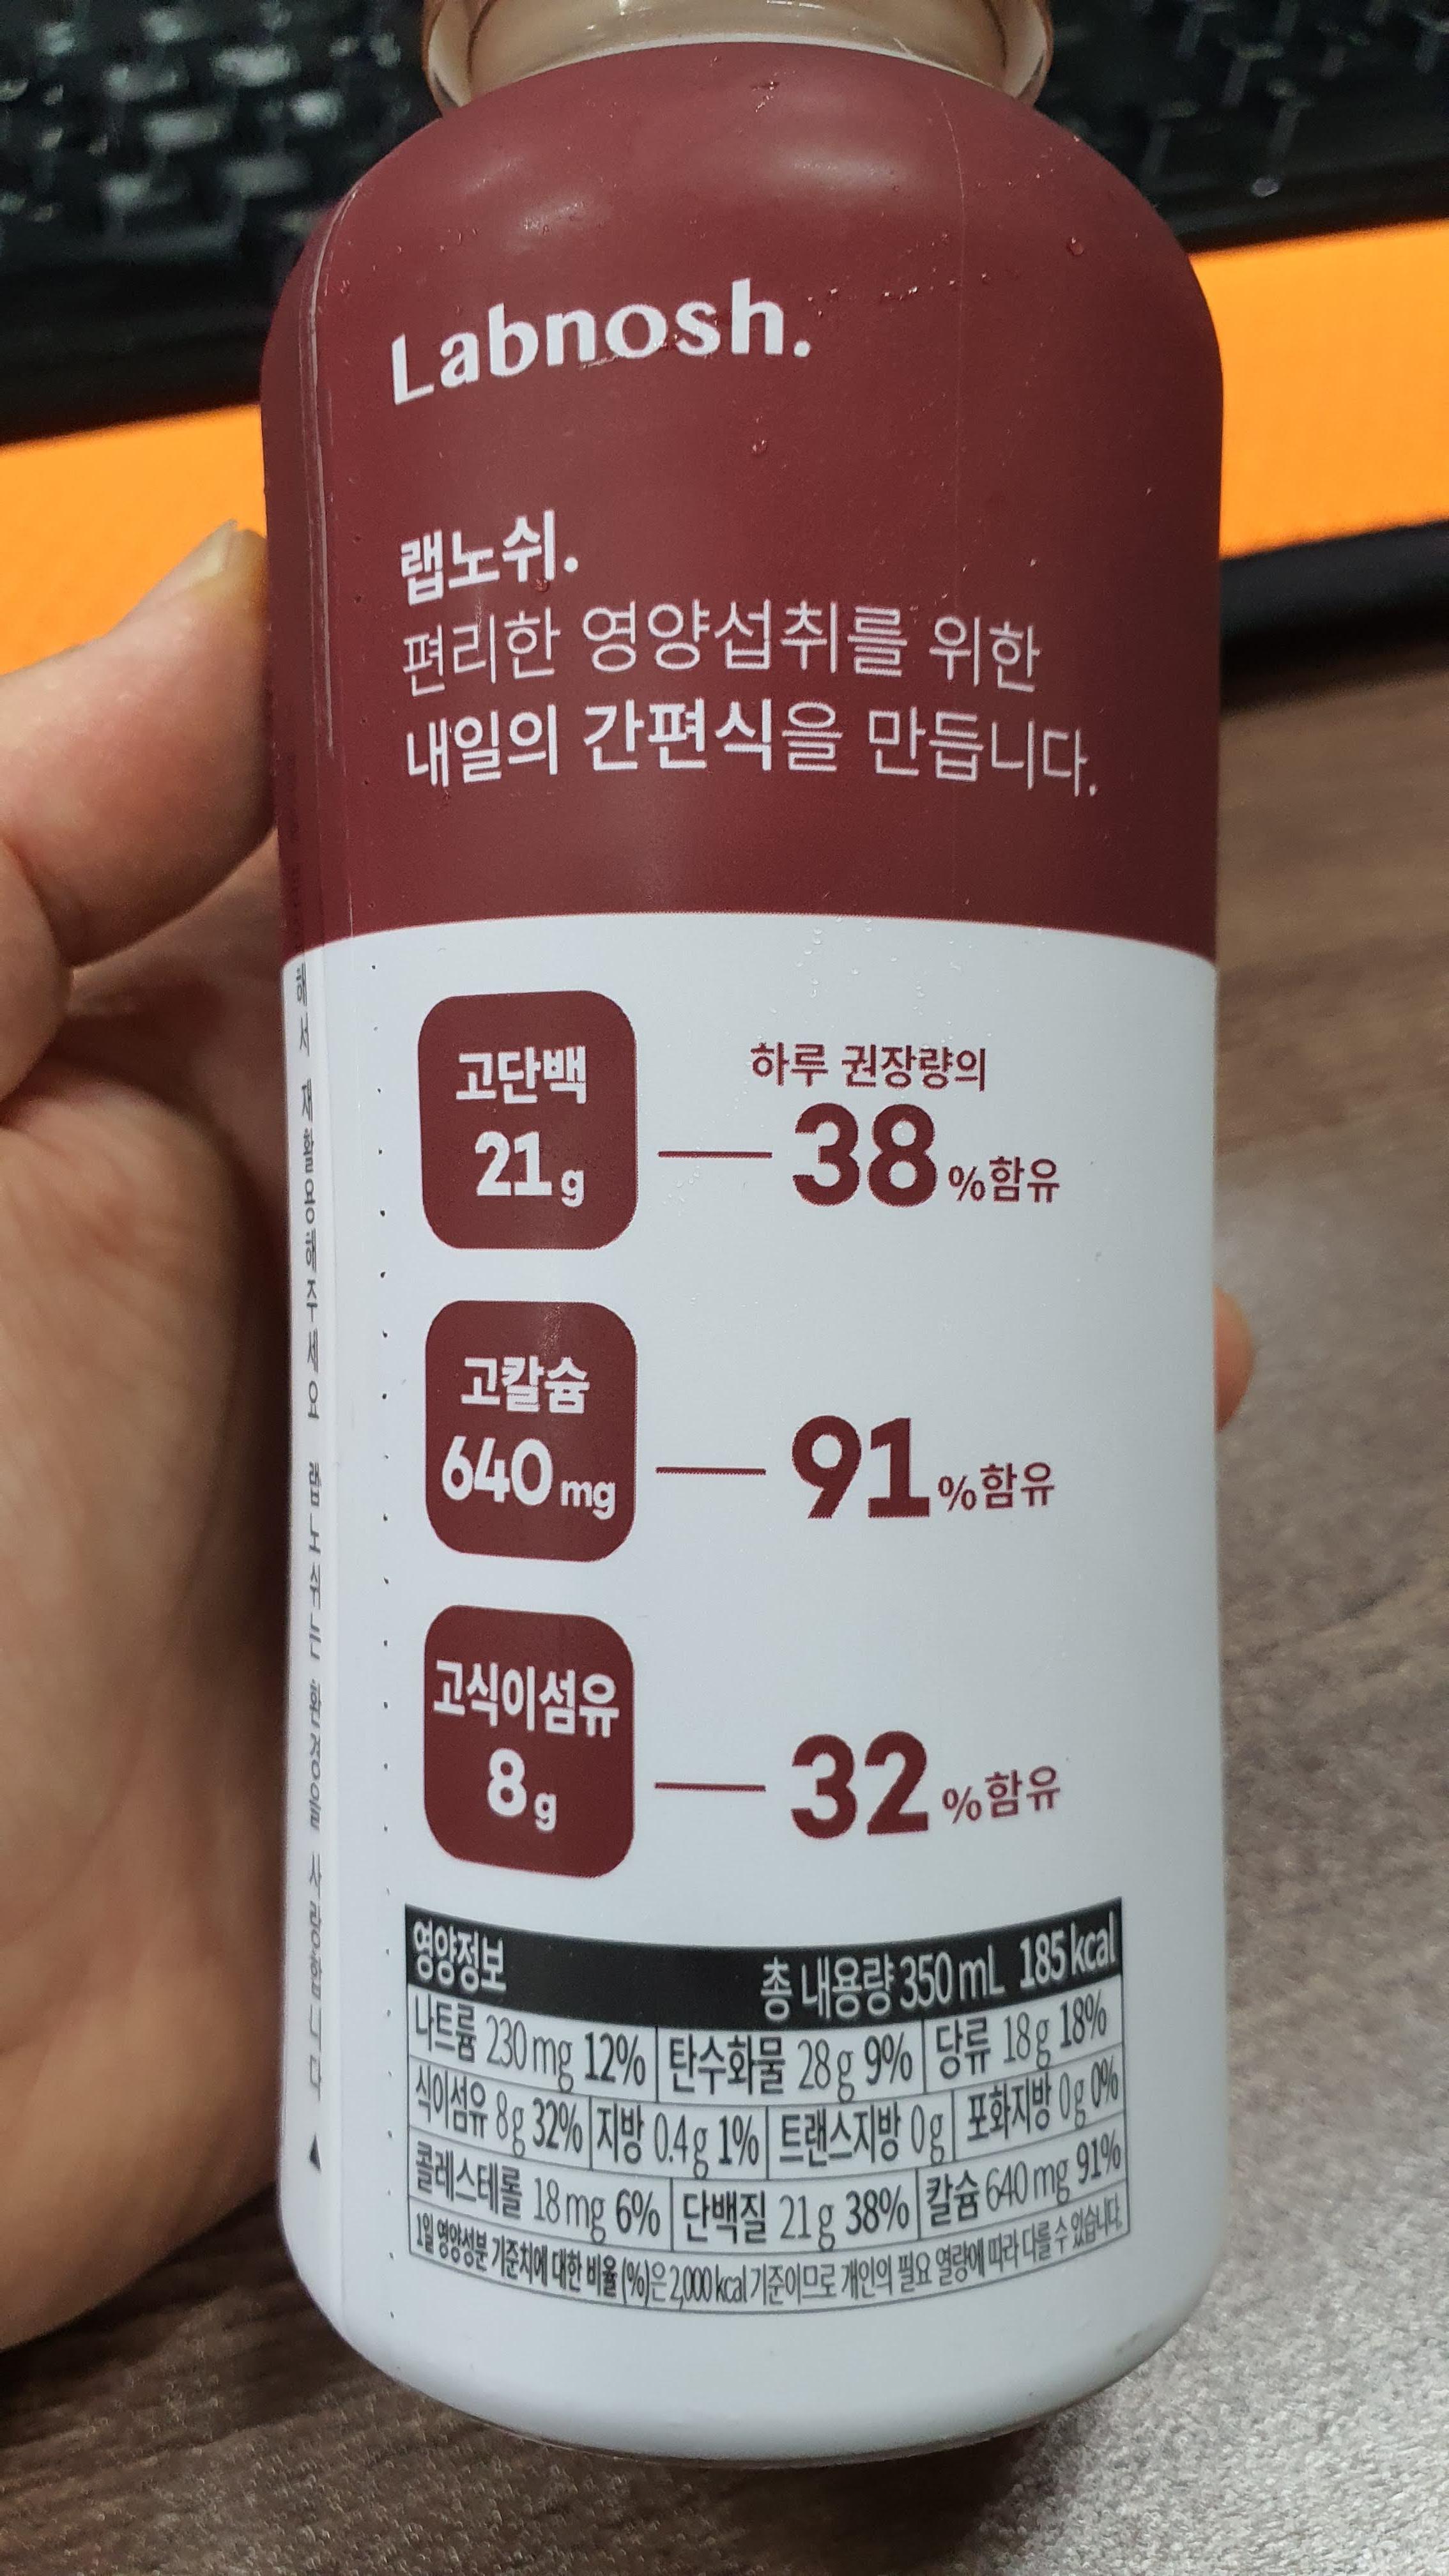 Labnosh.
랩노쉬.
편리한 영양섭취를 위한
내일의 간편식을 만듭니다.
고단백
21g
하루 권장량의
38%함유
고칼슘
640mg
91%함유
고식이섬유
8g
32%함유
영양정보 총 내용량 350 mL 185 kcal
나트륨 230 mg 12% 탄수화물 28 g 9% 당류 18 g 18%
식이섬유 8 g 32% 지방 0.4 g 1% 트랜스지방 0 g 포화지방 0 g 0%
콜레스테롤 18 mg 6% 단백질 21 g 38% 칼슘 640 mg 91%
1일 영양성분 기준치에 대한 비율(%)은 2,000 kcal 기준이므로 개인의 필요 열량에 따라 다를 수 있습니다.
해서 재활용해주세요 랩노쉬는 환경을 사랑합니다 ▲